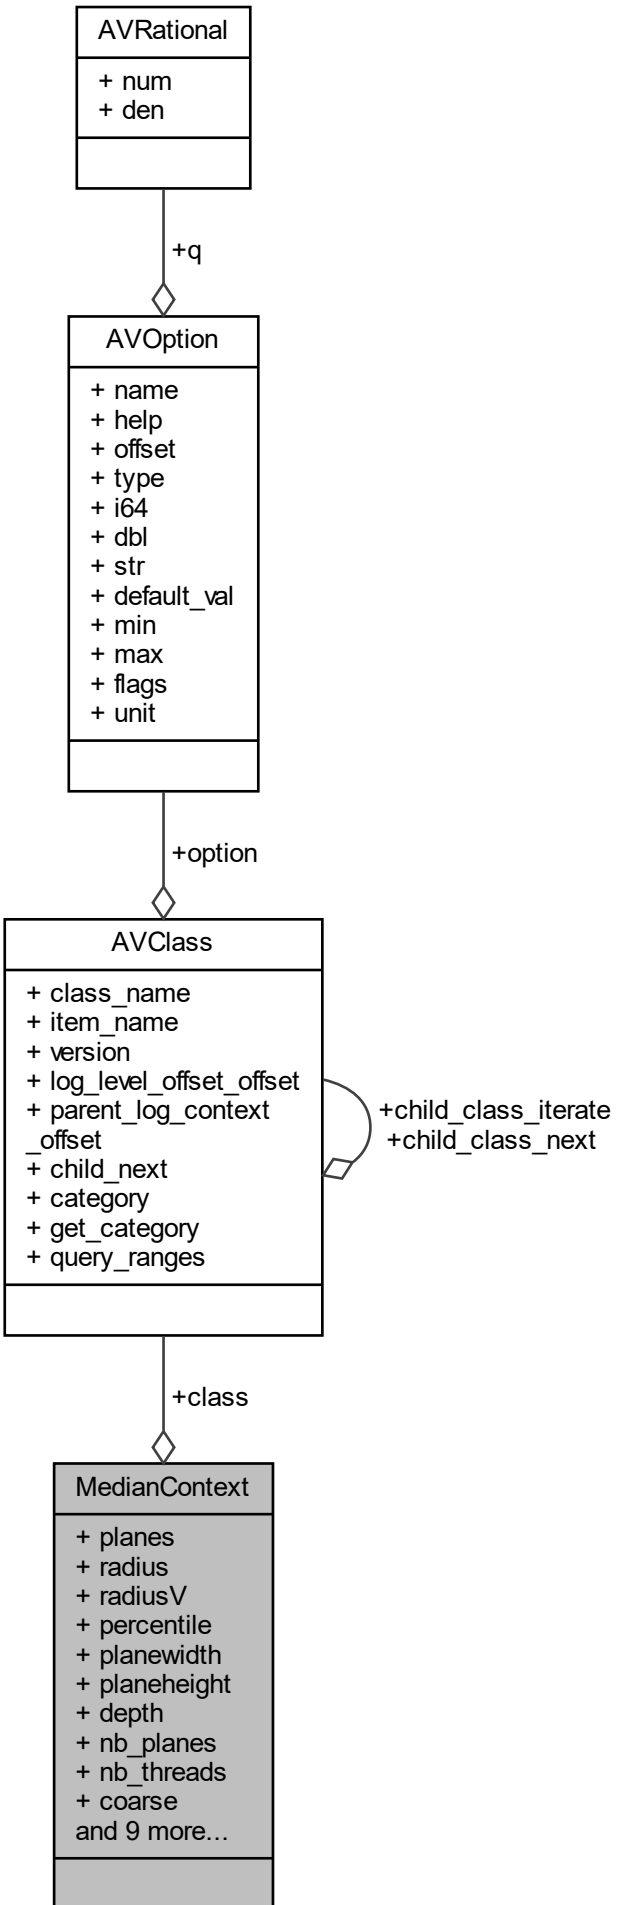 AVRational
+ num
+ den
+q
AVOption
+ name
+ help
+ offset
+ type
+ i64
+ dbl
+ str
+ default_val
+ min
+ max
+ flags
+ unit
+option
AVClass
+ class_name
+ item_name
+ version
+ log_level_offset_offset
+ parent_log_context
_offset
+ child_next
+ category
+ get_category
+ query_ranges
+child_class_iterate
+child_class_next
+class
MedianContext
+ planes
+ radius
+ radiusV
+ percentile
+ planewidth
+ planeheight
+ depth
+ nb_planes
+ nb_threads
+ coarse
and 9 more...